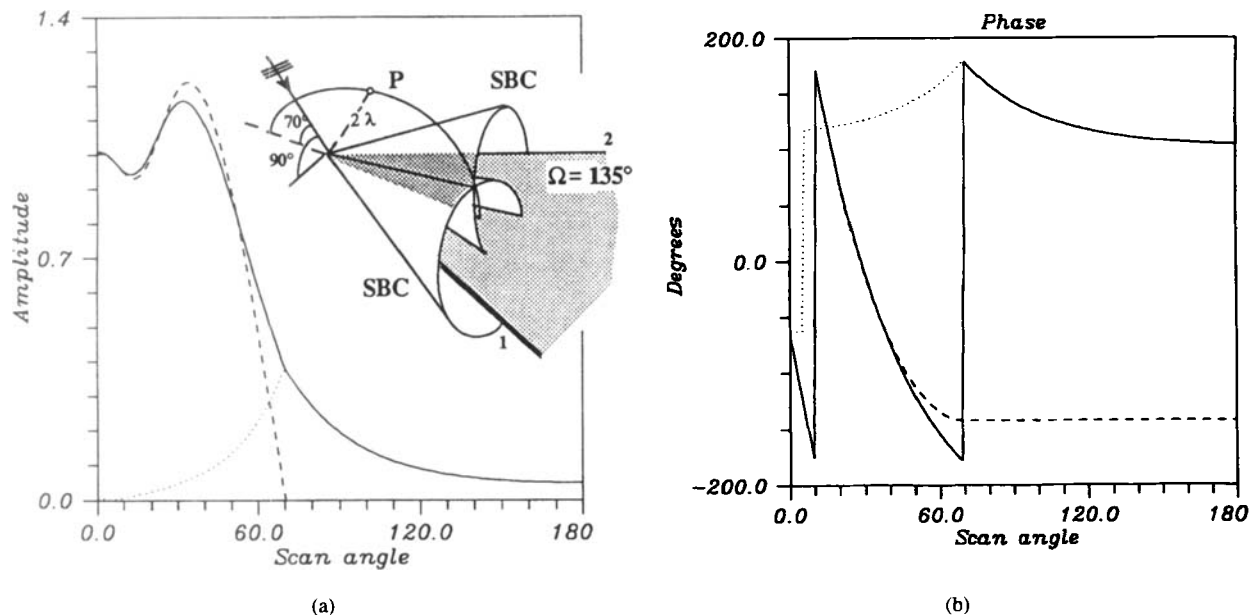 1.4
0.7
0.0
Amplitude
0.0
60.0
120.0
180
Scan angle
P
SBC
70°
2 λ
90°
2
Ω = 135°
SBC
1
(a)
Phase
200.0
0.0
-200.0
Degrees
0.0
60.0
120.0
180
Scan angle
(b)